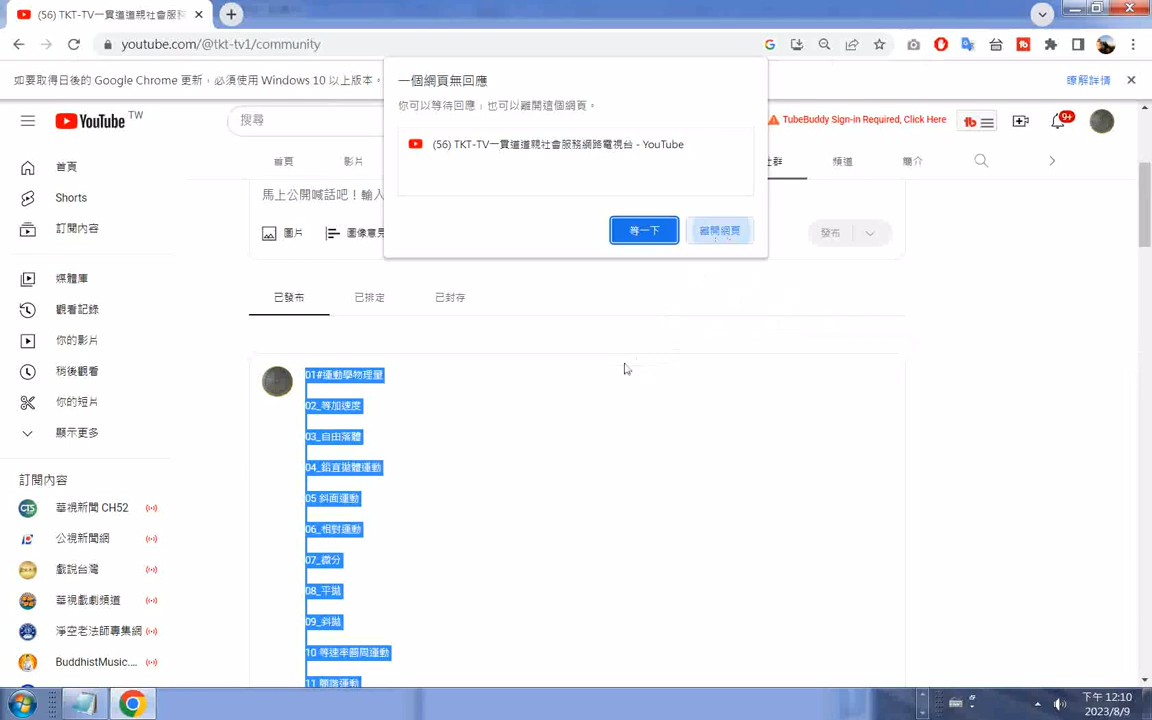 (56) TKT-TV一貫道道親社會服務
youtube.com/@tkt-tv1/community
如要取得日後的 Google Chrome 更新，必須使用 Windows 10 以上版本。
瞭解詳情
一個網頁無回應
你可以等待回應，也可以離開這個網頁。
(56) TKT-TV一貫道道親社會服務網路電視台 - YouTube
等一下
離開網頁
YouTube TW
搜尋
TubeBuddy Sign-in Required, Click Here
tb
9+
首頁
影片
社群
頻道
簡介
馬上公開喊話吧！輸入
圖片
圖像意見
發布
已發布
已排定
已封存
首頁
Shorts
訂閱內容
媒體庫
觀看記錄
你的影片
稍後觀看
你的短片
顯示更多
訂閱內容
CTS
華視新聞 CH52
公視新聞網
戲說台灣
華視戲劇頻道
淨空老法師專集網
BuddhistMusic....
01#運動學物理量
02_等加速度
03_自由落體
04_鉛直拋體運動
05 斜面運動
06_相對運動
07_微分
08_平拋
09_斜拋
10 等速率圓周運動
下午 12:10
2023/8/9